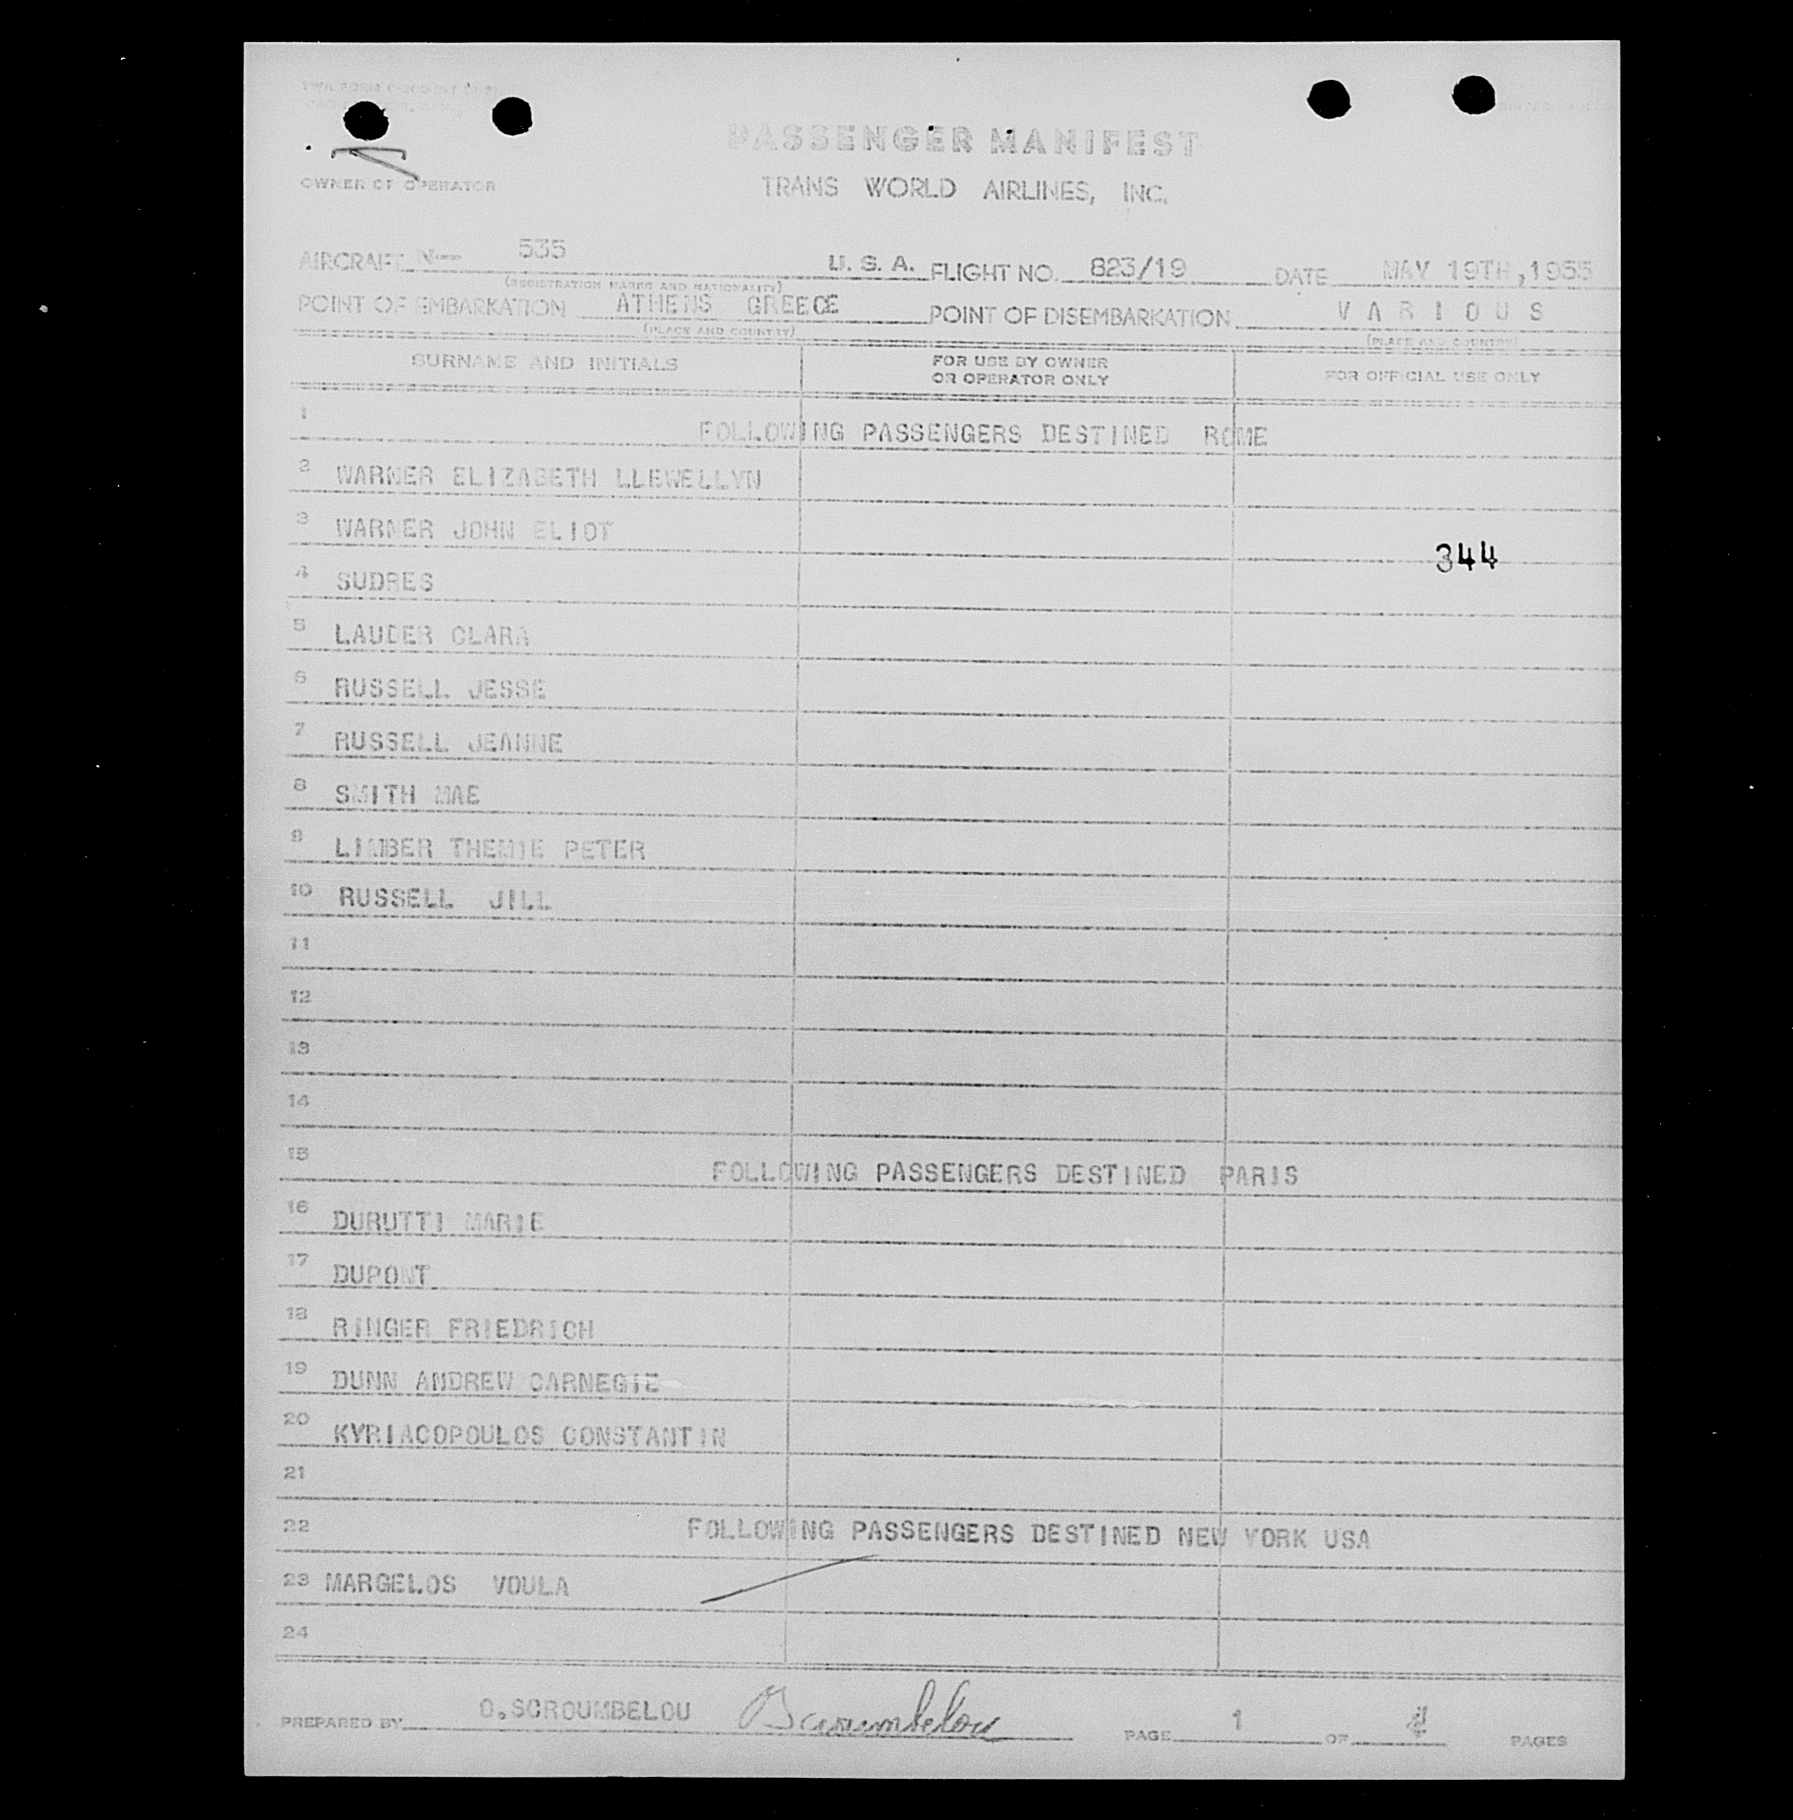 PASSENGER MANIFEST
OWNER OF OPERATOR
TRANS WORLD AIRLINES, INC.
AIRCRAFT N-- 535 U. S. A. FLIGHT NO. 823/19 DATE MAY 19TH, 1955
(REGISTRATION MARKS AND NATIONALITY)
POINT OF EMBARKATION ATHENS GREECE POINT OF DISEMBARKATION V A R I O U S
(PLACE AND COUNTRY) (PLACE AND COUNTRY)
SURNAME AND INITIALS FOR USE BY OWNER OR OPERATOR ONLY FOR OFFICIAL USE ONLY
1 FOLLOWING PASSENGERS DESTINED ROME
2 WARNER ELIZABETH LLEWELLYN
3 WARNER JOHN ELIOT
344
4 SUDRES
5 LAUDER CLARA
6 RUSSELL JESSE
7 RUSSELL JEANNE
8 SMITH MAE
9 LIMBER THEMIE PETER
10 RUSSELL JILL
11
12
13
14
15 FOLLOWING PASSENGERS DESTINED PARIS
16 DURUTTI MARIE
17 DUPONT
18 RINGER FRIEDRICH
19 DUNN ANDREW CARNEGIE
20 KYRIACOPOULOS CONSTANTIN
21
22 FOLLOWING PASSENGERS DESTINED NEW YORK USA
23 MARGELOS VOULA
24
PREPARED BY O.SCROUMBELOU Scroumbelou PAGE 1 OF PAGES